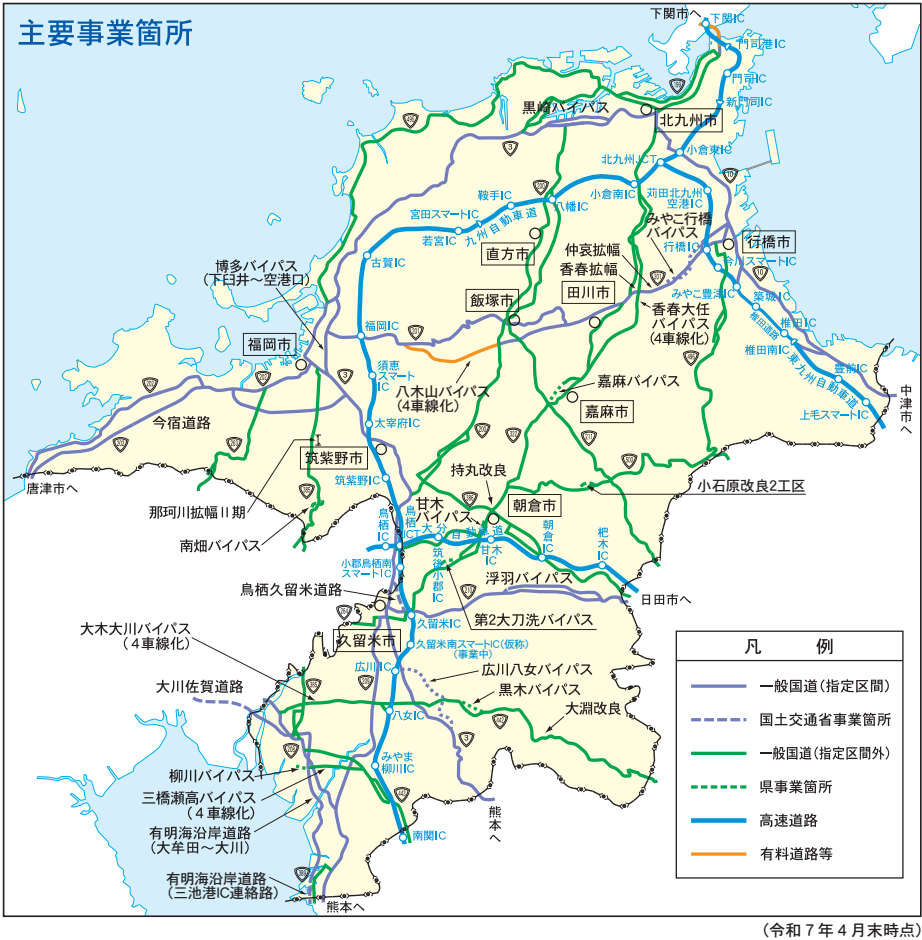 主要事業箇所
下関市へ
下関IC
門司港IC
門司IC
新門司IC
黒崎バイパス
北九州市
小倉東IC
北九州JCT
3
10
200
鞍手IC
八幡IC
小倉南IC
苅田北九州
空港IC
宮田スマートIC
九州自動車道
若宮IC
みやこ行橋
バイパス
直方市
仲哀拡幅
行橋IC
行橋市
古賀IC
香春拡幅
今川スマートIC
10
博多バイパス
(下臼井～空港口)
飯塚市
田川市
201
みやこ豊津IC
築城IC
香春大任
バイパス
(4車線化)
椎田道路
椎田IC
福岡IC
201
椎田南IC
福岡市
須恵
スマート
IC
八木山バイパス
(4車線化)
嘉麻バイパス
東九州自動車道
豊前IC
3
202
中津市へ
今宿道路
嘉麻市
上毛スマートIC
太宰府IC
筑紫野市
持丸改良
小石原改良2工区
唐津市へ
筑紫野IC
甘木
バイパス
朝倉市
那珂川拡幅Ⅱ期
385
386
鳥栖IC
鳥栖JCT
大分自動車道
南畑バイパス
甘木
IC
朝倉
IC
杷木
IC
小郡鳥栖南
スマートIC
筑後小郡IC
浮羽バイパス
鳥栖久留米道路
210
日田市へ
第2大刀洗バイパス
久留米IC
大木大川バイパス
(4車線化)
久留米市
久留米南スマートIC(仮称)
(事業中)
広川IC
広川八女バイパス
大川佐賀道路
黒木バイパス
大淵改良
八女IC
442
3
みやま
柳川IC
柳川バイパス
三橋瀬高バイパス
(4車線化)
443
熊本へ
有明海沿岸道路
(大牟田～大川)
南関IC
有明海沿岸道路
(三池港IC連絡路)
熊本へ
凡例
一般国道(指定区間)
国土交通省事業箇所
一般国道(指定区間外)
県事業箇所
高速道路
有料道路等
(令和7年4月末時点)